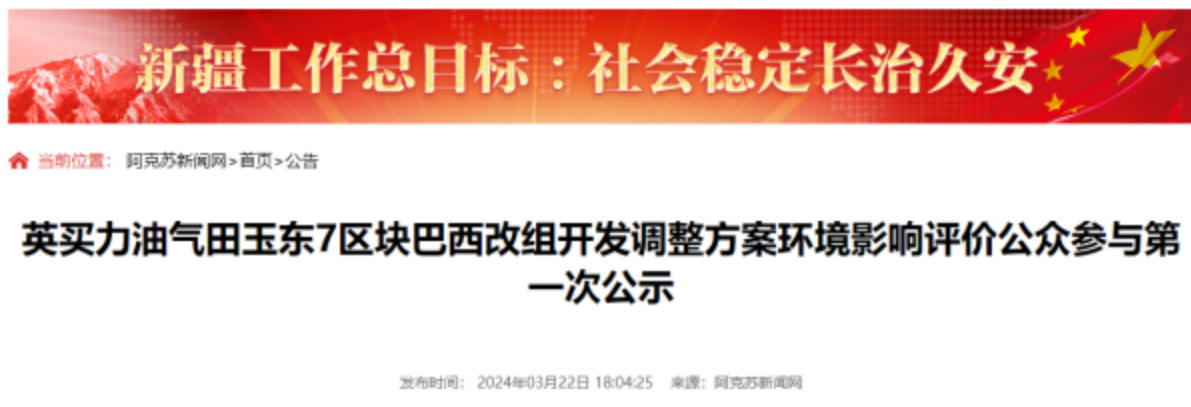 新疆工作总目标：社会稳定长治久安
当前位置： 阿克苏新闻网>首页>公告
英买力油气田玉东7区块巴西改组开发调整方案环境影响评价公众参与第
一次公示
发布时间： 2024年03月22日 18:04:25 来源：阿克苏新闻网